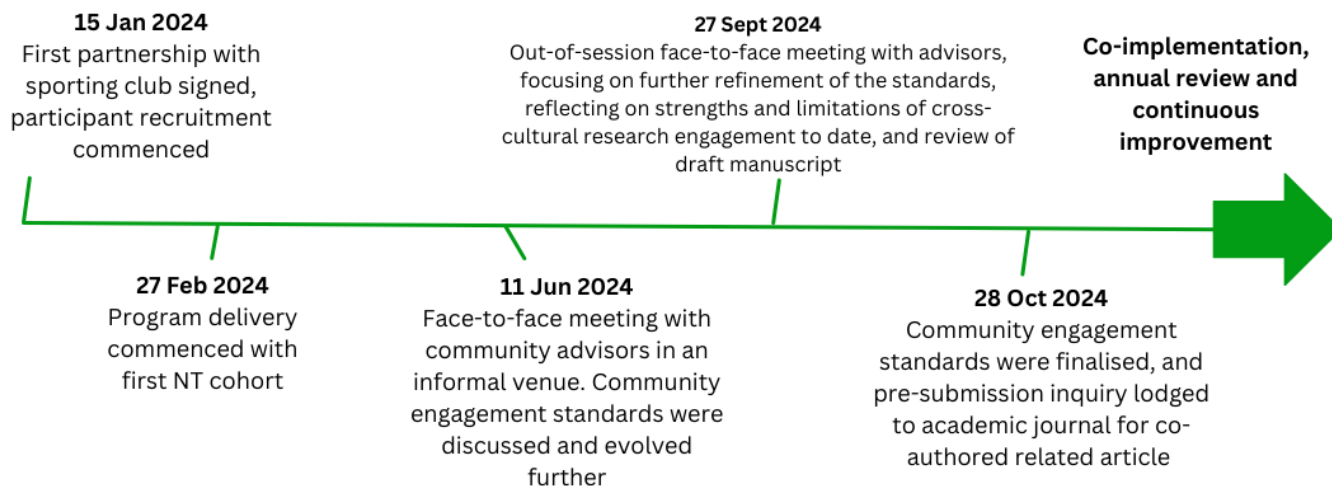 15 Jan 2024
First partnership with
sporting club signed,
participant recruitment
commenced
27 Feb 2024
Program delivery
commenced with
first NT cohort
11 Jun 2024
Face-to-face meeting with
community advisors in an
informal venue. Community
engagement standards were
discussed and evolved
further
27 Sept 2024
Out-of-session face-to-face meeting with advisors,
focusing on further refinement of the standards,
reflecting on strengths and limitations of cross-
cultural research engagement to date, and review of
draft manuscript
28 Oct 2024
Community engagement
standards were finalised, and
pre-submission inquiry lodged
to academic journal for co-
authored related article
Co-implementation,
annual review and
continuous
improvement